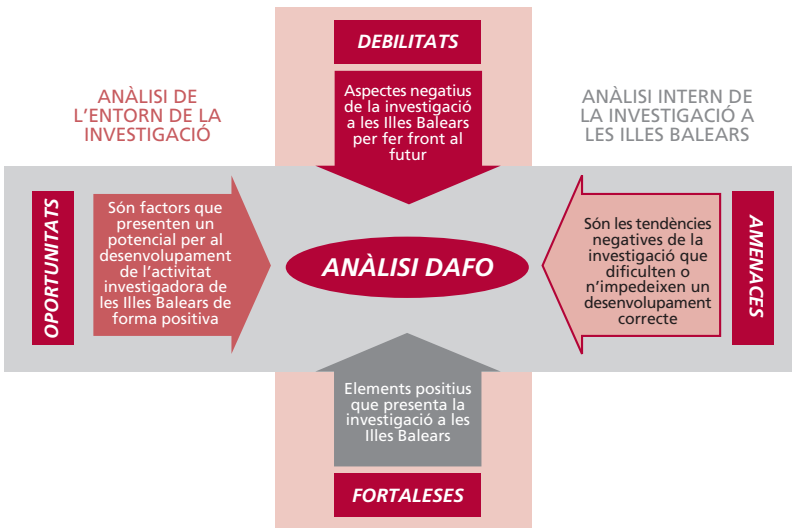 DEBILITATS
Aspectes negatius
de la investigació
a les Illes Balears
per fer front al
futur
ANÀLISI DE
L'ENTORN DE LA
INVESTIGACIÓ
ANÀLISI INTERN DE
LA INVESTIGACIÓ A
LES ILLES BALEARS
OPORTUNITATS
Són factors que
presenten un
potencial per al
desenvolupament
de l'activitat
investigadora de
les Illes Balears de
forma positiva
ANÀLISI DAFO
Són les tendències
negatives de la
investigació que
dificulten o
n'impedeixen un
desenvolupament
correcte
AMENACES
Elements positius
que presenta la
investigació a les
Illes Balears
FORTALESES